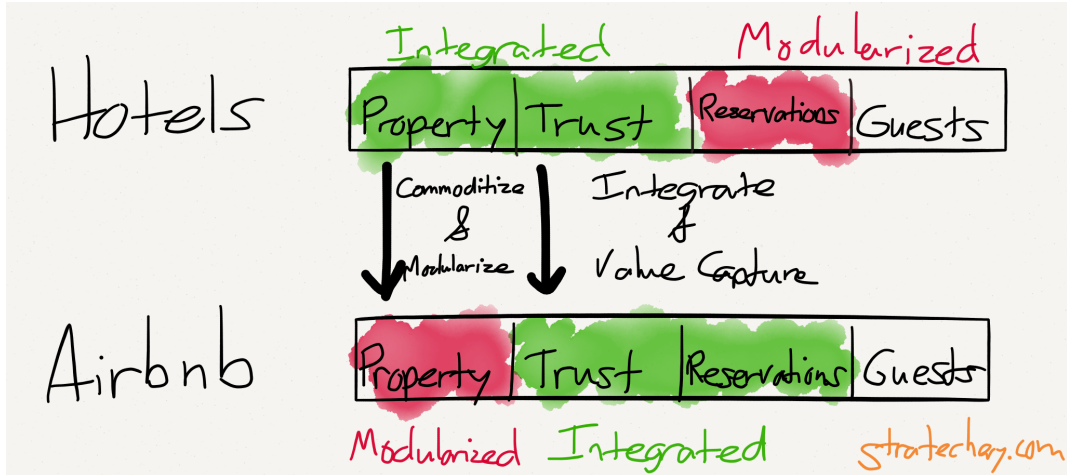 Integrated Modularized
Hotels
Property Trust Reservations Guests
Commoditize
&
Modularize
Integrate
&
Value Capture
Airbnb
Property Trust Reservations Guests
Modularized Integrated
stratechery.com